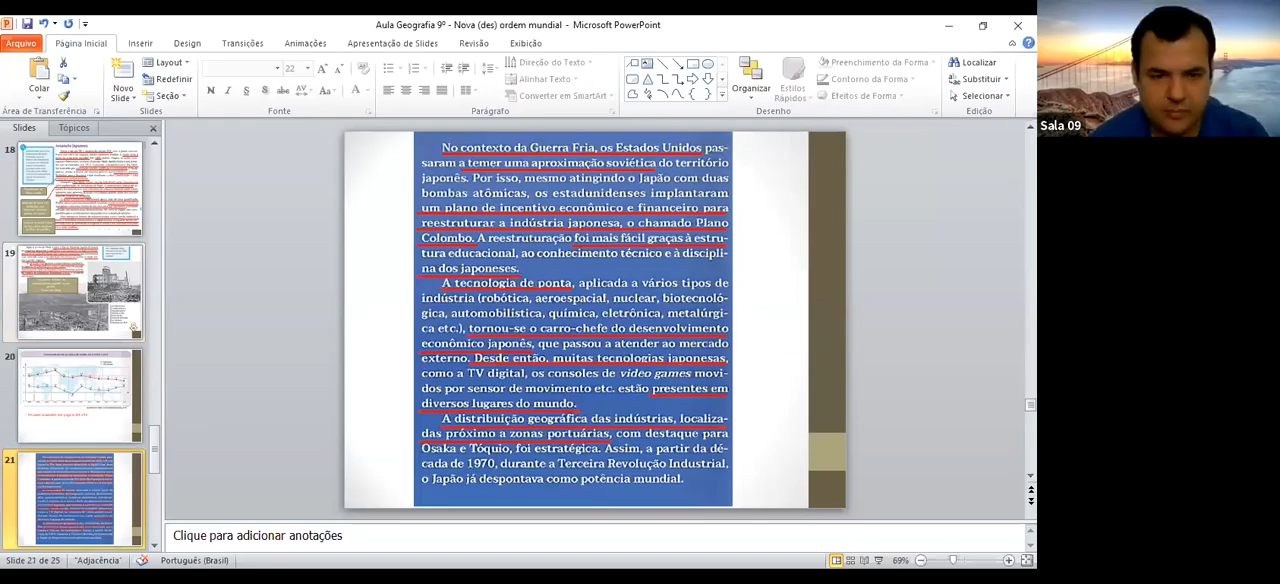 Aula Geografia 9º - Nova (des) ordem mundial - Microsoft PowerPoint
Arquivo Página Inicial Inserir Design Transições Animações Apresentação de Slides Revisão Exibição
Colar
Novo Slide
Layout
Redefinir
Seção
22
Direção do Texto
Alinhar Texto
Converter em SmartArt
Organizar
Estilos Rápidos
Preenchimento da Forma
Contorno da Forma
Efeitos de Forma
Localizar
Substituir
Selecionar
Área de Transferência Slides Fonte Parágrafo Desenho Edição
Slides Tópicos
18
19
20
21
No contexto da Guerra Fria, os Estados Unidos pas-
saram a temer uma aproximação soviética do território
japonês. Por isso, mesmo atingindo o Japão com duas
bombas atômicas, os estadunidenses implantaram
um plano de incentivo econômico e financeiro para
reestruturar a indústria japonesa, o chamado Plano
Colombo. A reestruturação foi mais fácil graças à estru-
tura educacional, ao conhecimento técnico e à discipli-
na dos japoneses.
A tecnologia de ponta, aplicada a vários tipos de
indústria (robótica, aeroespacial, nuclear, biotecnoló-
gica, automobilística, química, eletrônica, metalúrgi-
ca etc.), tornou-se o carro-chefe do desenvolvimento
econômico japonês, que passou a atender ao mercado
externo. Desde então, muitas tecnologias japonesas,
como a TV digital, os consoles de video games movi-
dos por sensor de movimento etc. estão presentes em
diversos lugares do mundo.
A distribuição geográfica das indústrias, localiza-
das próximo a zonas portuárias, com destaque para
Osaka e Tóquio, foi estratégica. Assim, a partir da dé-
cada de 1970, durante a Terceira Revolução Industrial,
o Japão já despontava como potência mundial.
Clique para adicionar anotações
Slide 21 de 25 "Adjacência" Português (Brasil) 69%
Sala 09